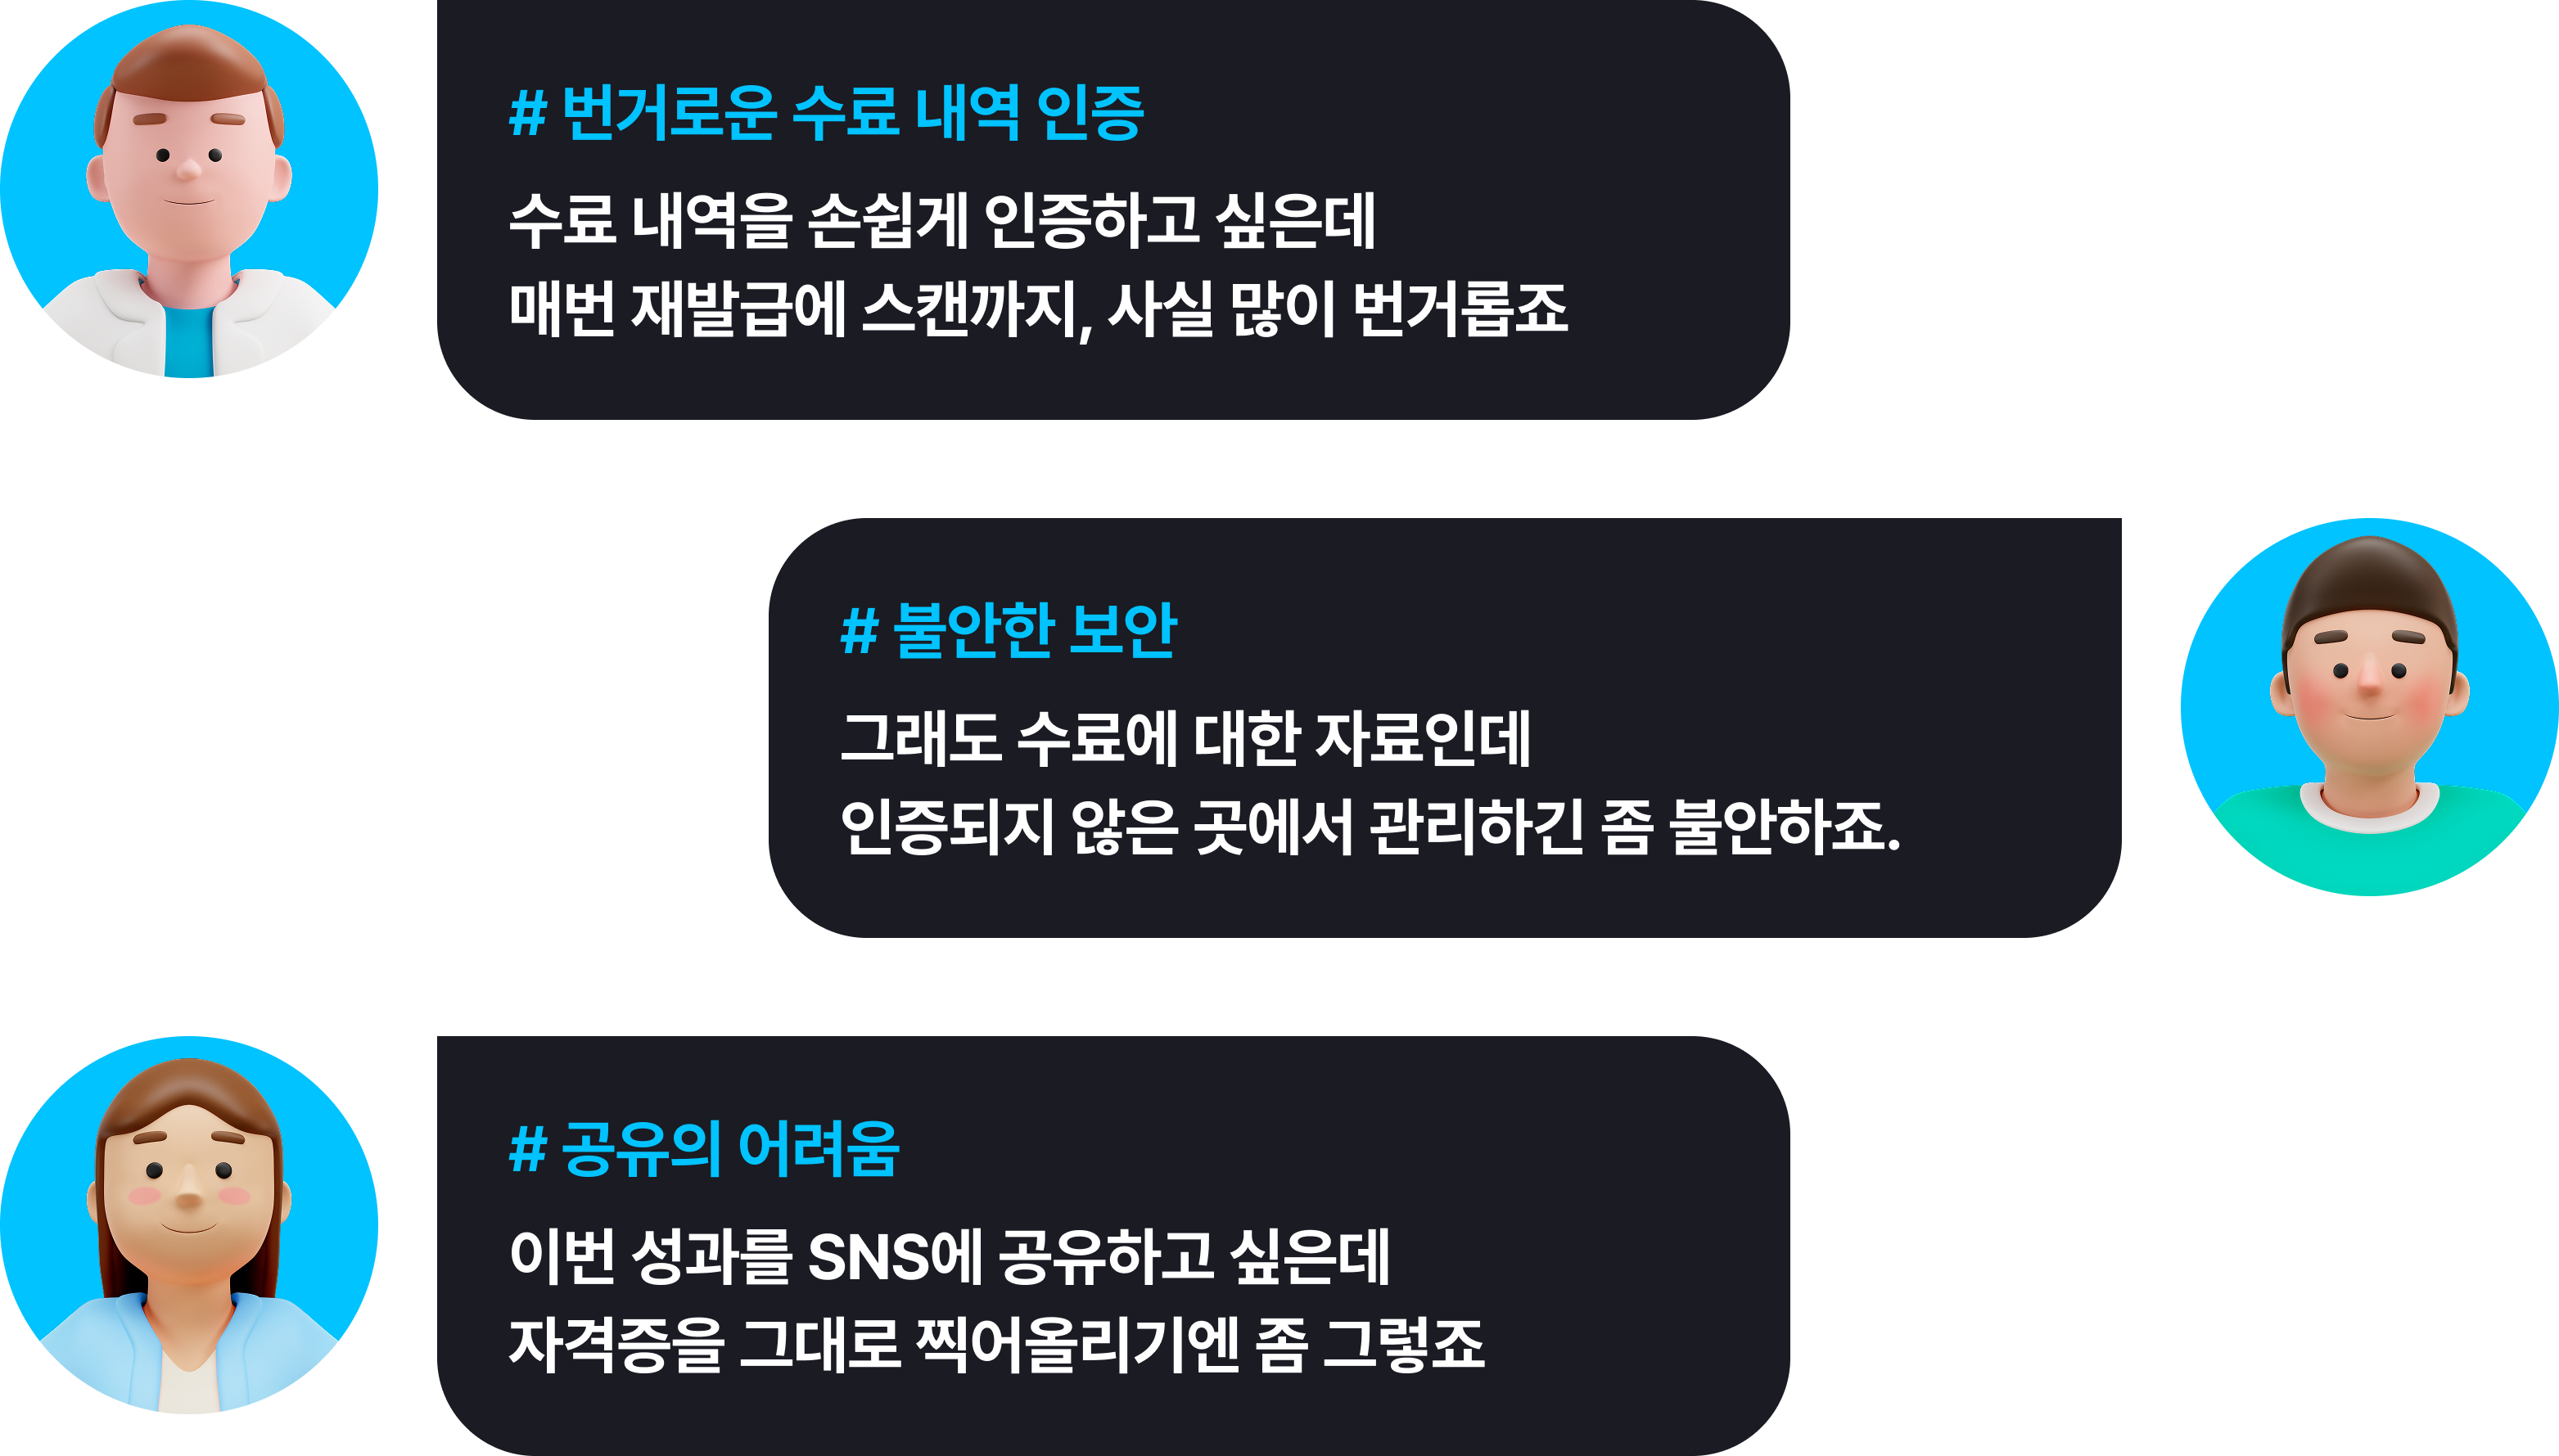 # 번거로운 수료 내역 인증
수료 내역을 손쉽게 인증하고 싶은데
매번 재발급에 스캔까지, 사실 많이 번거롭죠
# 불안한 보안
그래도 수료에 대한 자료인데
인증되지 않은 곳에서 관리하긴 좀 불안하죠.
# 공유의 어려움
이번 성과를 SNS에 공유하고 싶은데
자격증을 그대로 찍어올리기엔 좀 그렇죠